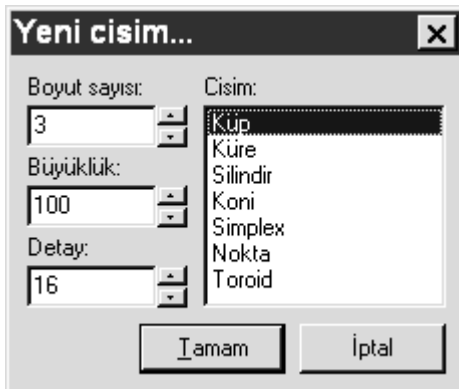 Yeni cisim...
Boyut sayısı:
3
Büyüklük:
100
Detay:
16
Cisim:
Küp
Küre
Silindir
Koni
Simplex
Nokta
Toroid
Tamam
İptal